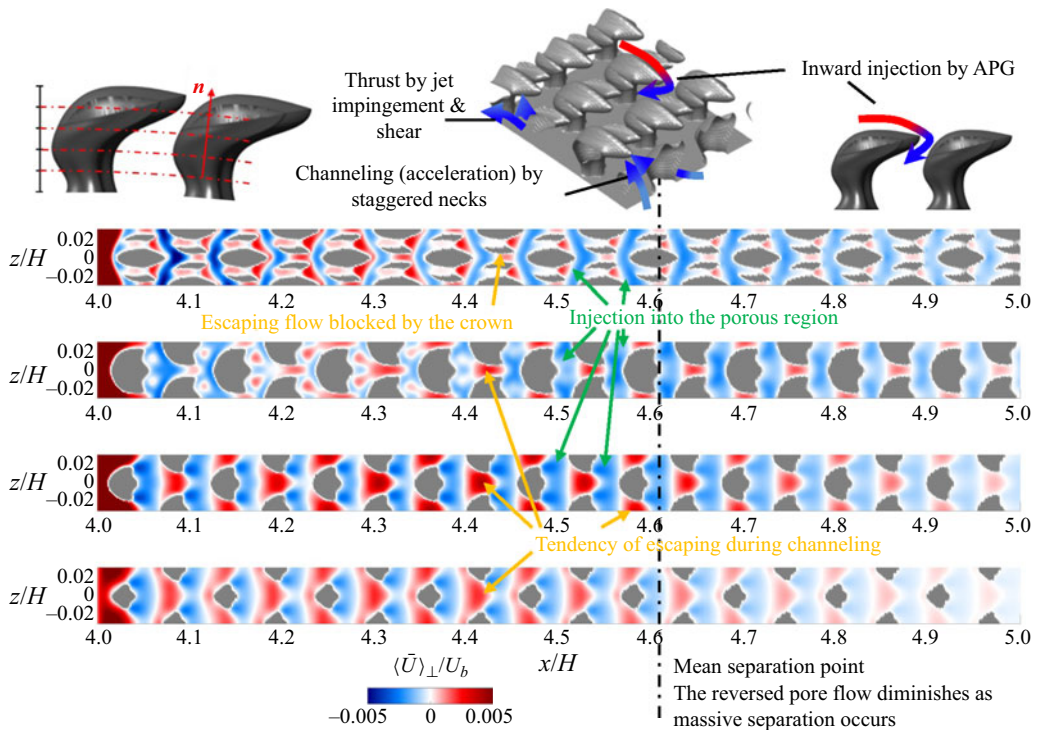 n
Thrust by jet
impingement &
shear
Channeling (acceleration) by
staggered necks
Inward injection by APG
z/H
0.02
0
−0.02
4.0 4.1 4.2 4.3 4.4 4.5 4.6 4.7 4.8 4.9 5.0
Escaping flow blocked by the crown
Injection into the porous region
z/H
0.02
0
−0.02
4.0 4.1 4.2 4.3 4.4 4.5 4.6 4.7 4.8 4.9 5.0
z/H
0.02
0
−0.02
4.0 4.1 4.2 4.3 4.4 4.5 4.6 4.7 4.8 4.9 5.0
Tendency of escaping during channeling
z/H
0.02
0
−0.02
4.0 4.1 4.2 4.3 4.4 4.5 4.6 4.7 4.8 4.9 5.0
⟨Ū⟩⊥/U_b
x/H
−0.005 0 0.005
Mean separation point
The reversed pore flow diminishes as
massive separation occurs